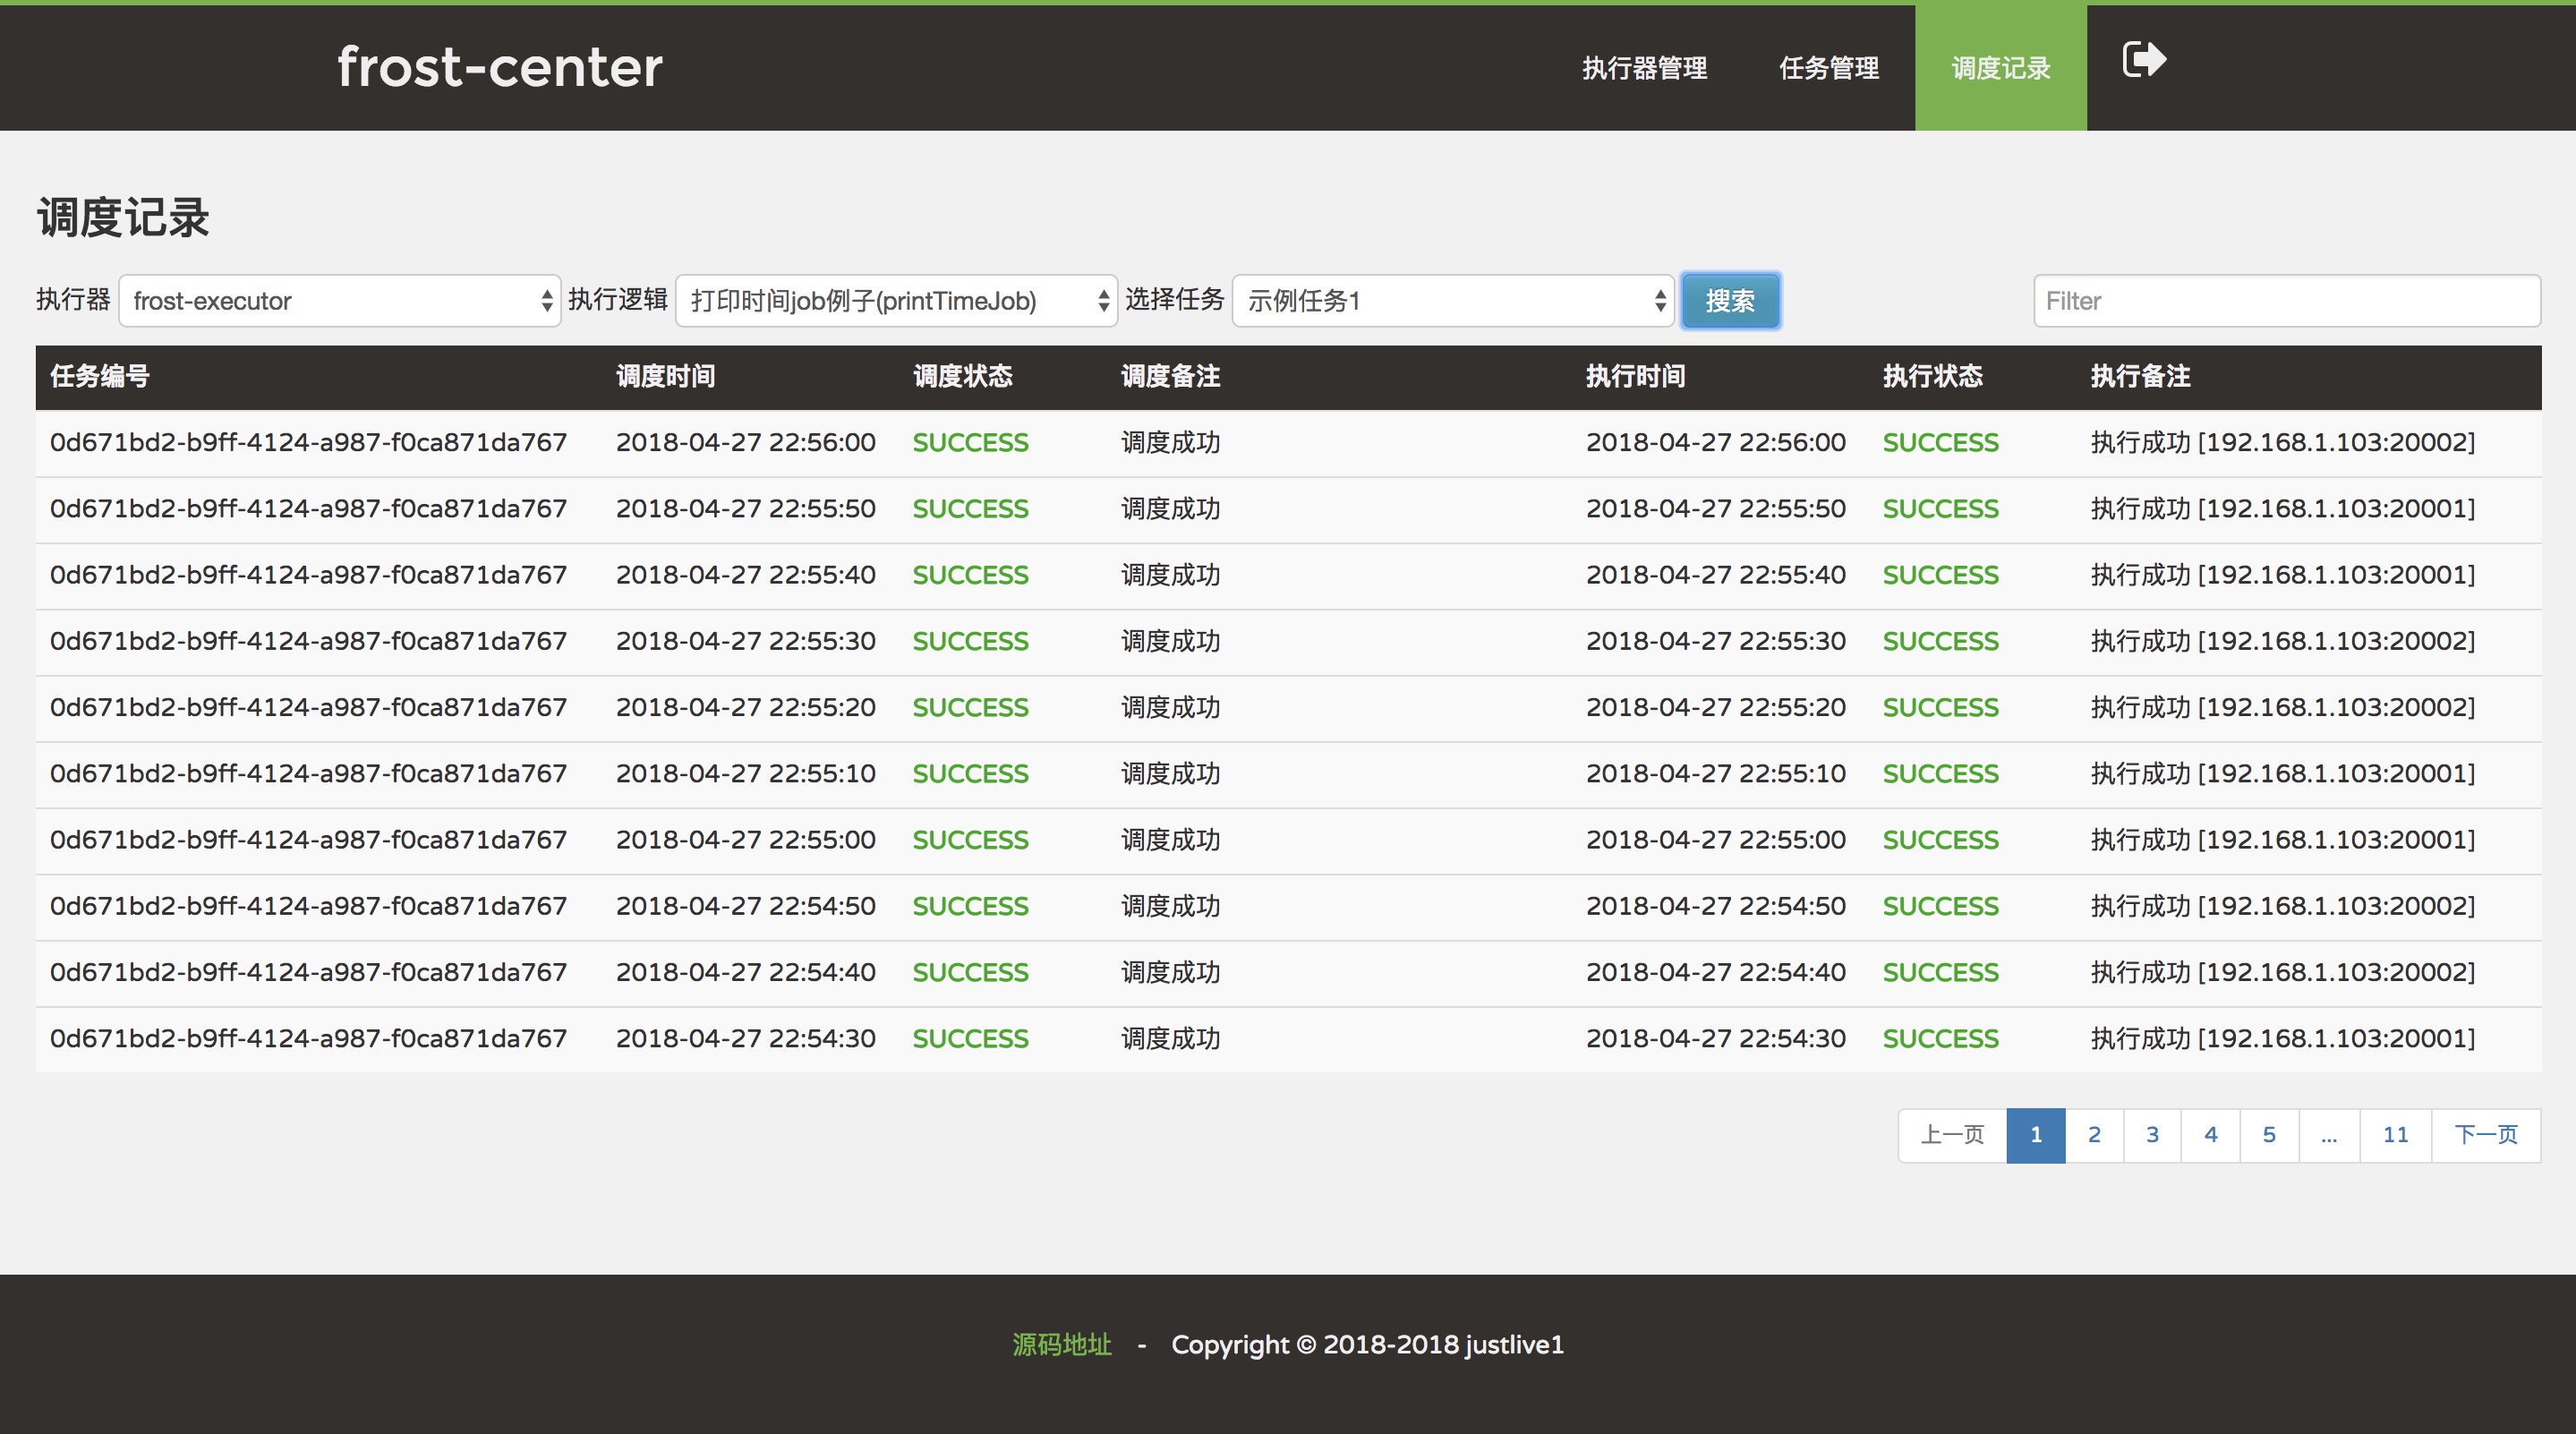 frost-center 执行器管理 任务管理 调度记录
调度记录
执行器 frost-executor 执行逻辑 打印时间job例子(printTimeJob) 选择任务 示例任务1 搜索 Filter
任务编号 调度时间 调度状态 调度备注 执行时间 执行状态 执行备注
0d671bd2-b9ff-4124-a987-f0ca871da767 2018-04-27 22:56:00 SUCCESS 调度成功 2018-04-27 22:56:00 SUCCESS 执行成功 [192.168.1.103:20002]
0d671bd2-b9ff-4124-a987-f0ca871da767 2018-04-27 22:55:50 SUCCESS 调度成功 2018-04-27 22:55:50 SUCCESS 执行成功 [192.168.1.103:20001]
0d671bd2-b9ff-4124-a987-f0ca871da767 2018-04-27 22:55:40 SUCCESS 调度成功 2018-04-27 22:55:40 SUCCESS 执行成功 [192.168.1.103:20001]
0d671bd2-b9ff-4124-a987-f0ca871da767 2018-04-27 22:55:30 SUCCESS 调度成功 2018-04-27 22:55:30 SUCCESS 执行成功 [192.168.1.103:20002]
0d671bd2-b9ff-4124-a987-f0ca871da767 2018-04-27 22:55:20 SUCCESS 调度成功 2018-04-27 22:55:20 SUCCESS 执行成功 [192.168.1.103:20002]
0d671bd2-b9ff-4124-a987-f0ca871da767 2018-04-27 22:55:10 SUCCESS 调度成功 2018-04-27 22:55:10 SUCCESS 执行成功 [192.168.1.103:20001]
0d671bd2-b9ff-4124-a987-f0ca871da767 2018-04-27 22:55:00 SUCCESS 调度成功 2018-04-27 22:55:00 SUCCESS 执行成功 [192.168.1.103:20001]
0d671bd2-b9ff-4124-a987-f0ca871da767 2018-04-27 22:54:50 SUCCESS 调度成功 2018-04-27 22:54:50 SUCCESS 执行成功 [192.168.1.103:20002]
0d671bd2-b9ff-4124-a987-f0ca871da767 2018-04-27 22:54:40 SUCCESS 调度成功 2018-04-27 22:54:40 SUCCESS 执行成功 [192.168.1.103:20002]
0d671bd2-b9ff-4124-a987-f0ca871da767 2018-04-27 22:54:30 SUCCESS 调度成功 2018-04-27 22:54:30 SUCCESS 执行成功 [192.168.1.103:20001]
上一页 1 2 3 4 5 ... 11 下一页
源码地址 - Copyright © 2018-2018 justlive1